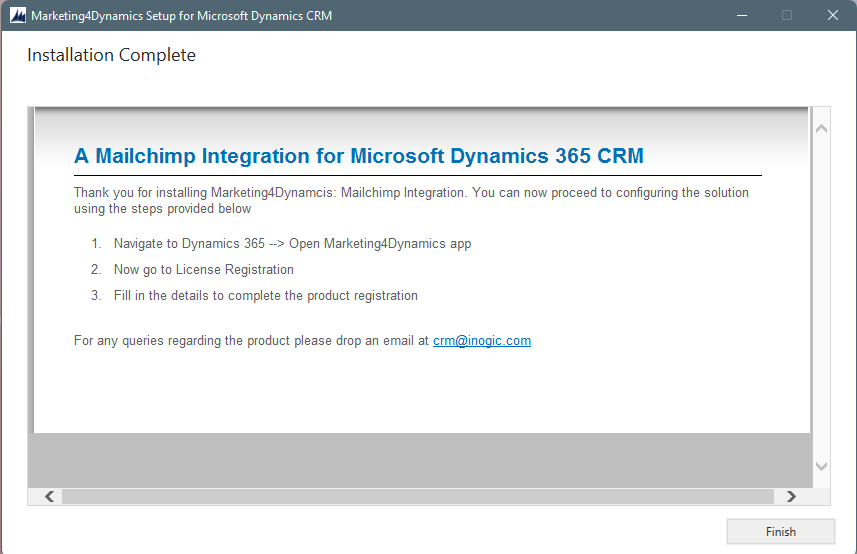 Marketing4Dynamics Setup for Microsoft Dynamics CRM
Installation Complete
A Mailchimp Integration for Microsoft Dynamics 365 CRM
Thank you for installing Marketing4Dynamcis: Mailchimp Integration. You can now proceed to configuring the solution
using the steps provided below
1. Navigate to Dynamics 365 --> Open Marketing4Dynamics app
2. Now go to License Registration
3. Fill in the details to complete the product registration
For any queries regarding the product please drop an email at crm@inogic.com
Finish